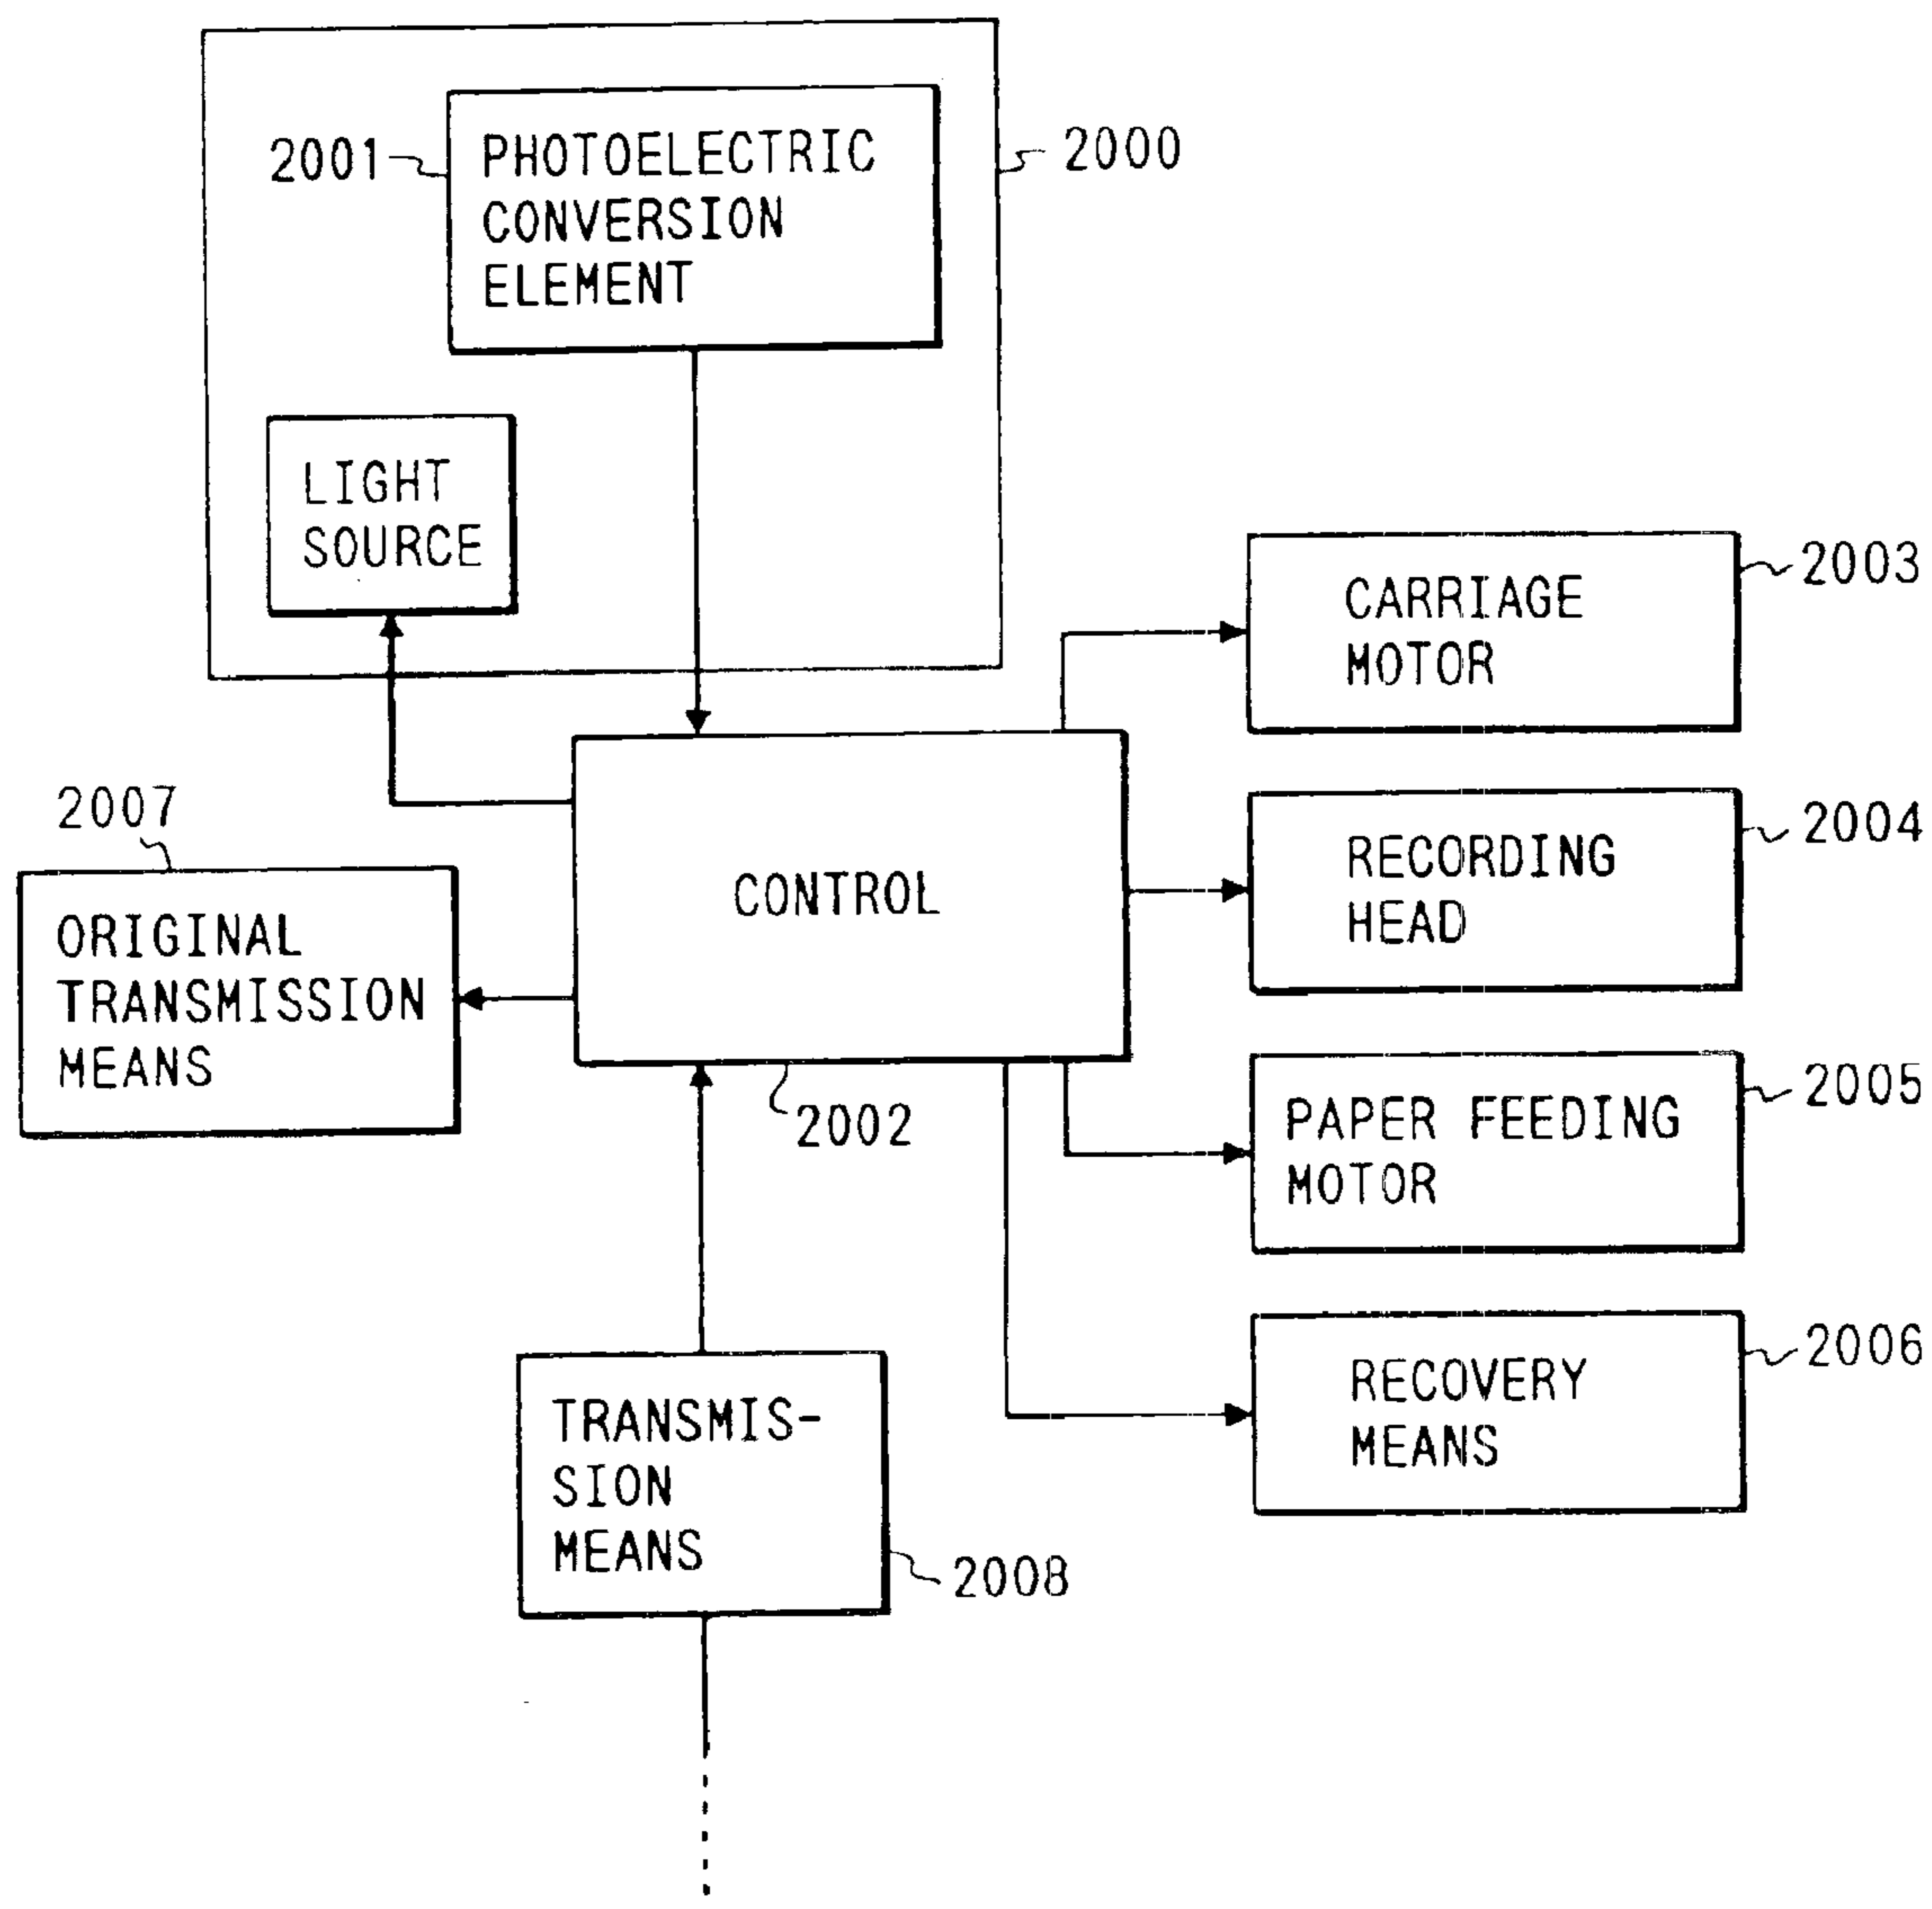 2001
PHOTOELECTRIC
CONVERSION
ELEMENT
2000
LIGHT
SOURCE
CARRIAGE
MOTOR
2003
2007
ORIGINAL
TRANSMISSION
MEANS
CONTROL
2002
RECORDING
HEAD
2004
PAPER FEEDING
MOTOR
2005
RECOVERY
MEANS
2006
TRANSMIS-
SION
MEANS
2008